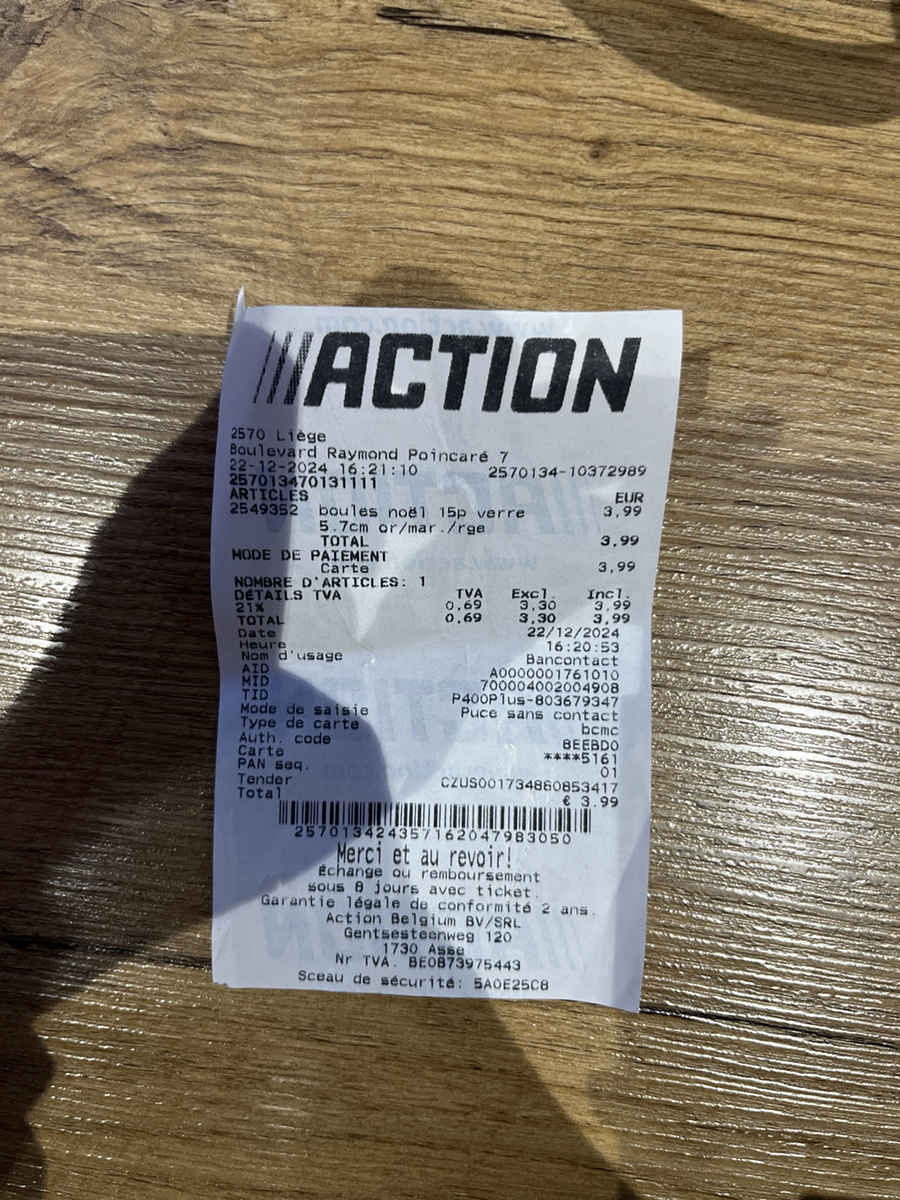 ACTION
2570 Liège
Boulevard Raymond Poincaré 7
22-12-2024 16:21:10 2570134-10372989
257013470131111
ARTICLES EUR
2549352 boules noël 15p verre 3,99
5.7cm or/mar./rge
TOTAL 3,99
MODE DE PAIEMENT
Carte 3,99
NOMBRE D'ARTICLES: 1
DÉTAILS TVA TVA Excl. Incl.
21% 0,69 3,30 3,99
TOTAL 0,69 3,30 3,99
Date 22/12/2024
Heure 16:20:53
Nom d'usage Bancontact
AID A0000001761010
MID 700004002004908
TID P400Plus-803679347
Mode de saisie Puce sans contact
Type de carte bcmc
Auth. code 8EEBD0
Carte ****5161
PAN seq. 01
Tender CZUS001734860853417
Total € 3.99
2570134243571620479830​50
Merci et au revoir!
Échange ou remboursement
sous 8 jours avec ticket.
Garantie légale de conformité 2 ans.
Action Belgium BV/SRL
Gentsesteenweg 120
1730 Asse
Nr TVA. BE0873975443
Sceau de sécurité: 5A0E25C8